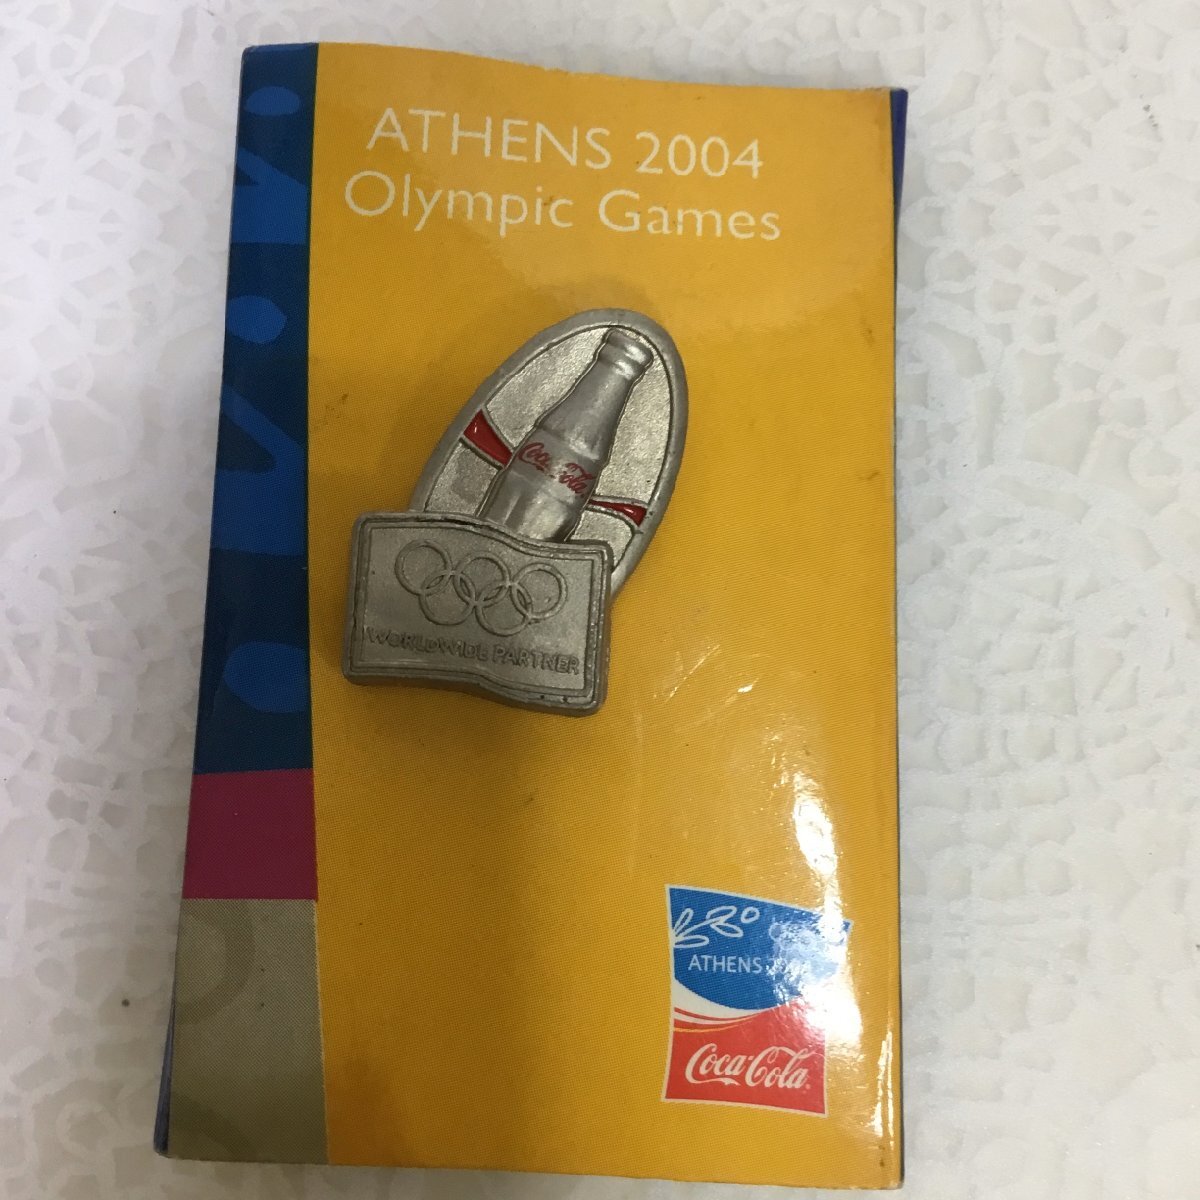 ATHENS 2004
Olympic Games
Coca-Cola
WORLDWIDE PARTNER
ATHENS 2004
Coca-Cola